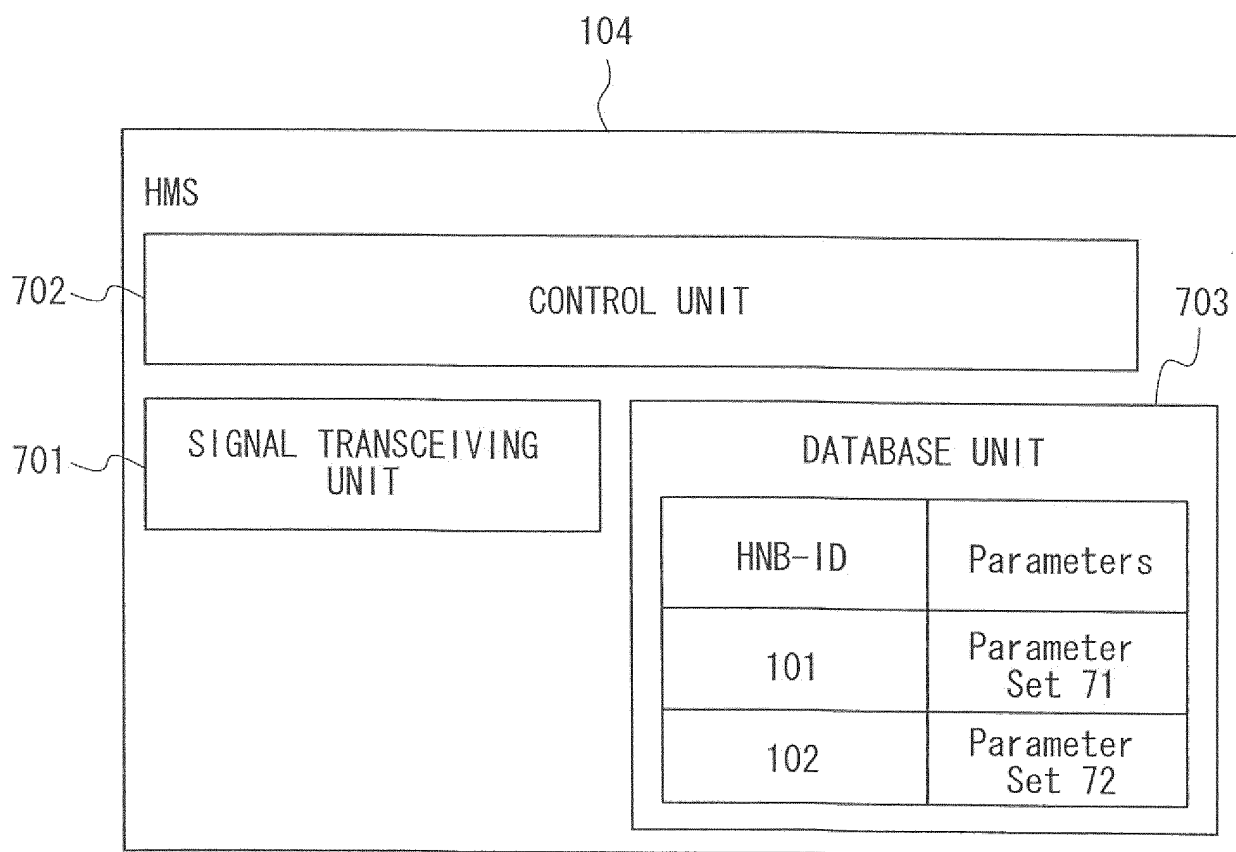 104
HMS
702
CONTROL UNIT
703
701
SIGNAL TRANSCEIVING
UNIT
DATABASE UNIT
HNB-ID
Parameters
101
Parameter
Set 71
102
Parameter
Set 72